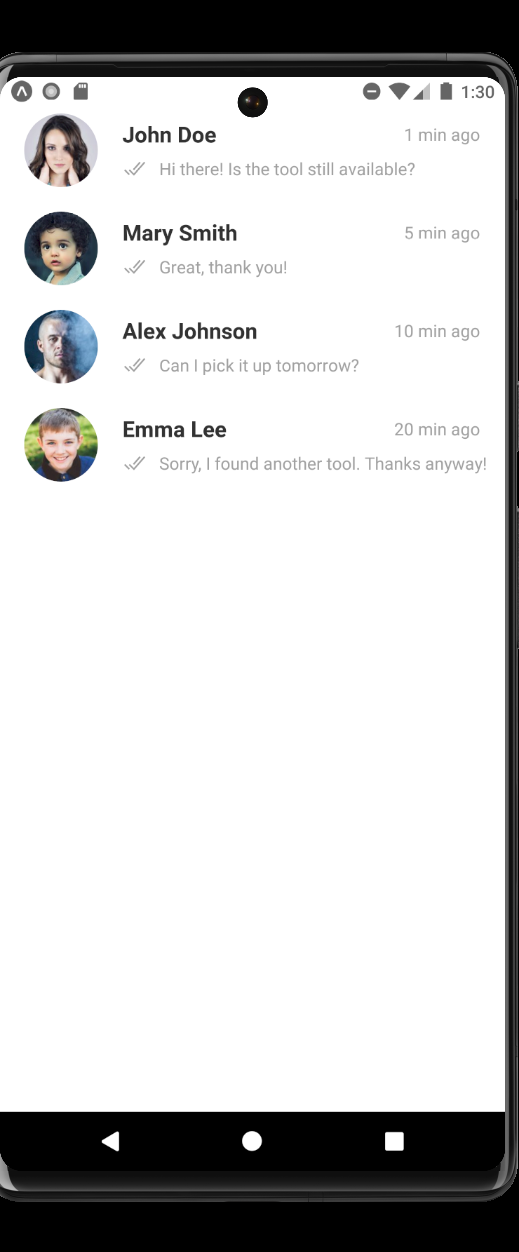 1:30
John Doe 1 min ago
Hi there! Is the tool still available?
Mary Smith 5 min ago
Great, thank you!
Alex Johnson 10 min ago
Can I pick it up tomorrow?
Emma Lee 20 min ago
Sorry, I found another tool. Thanks anyway!